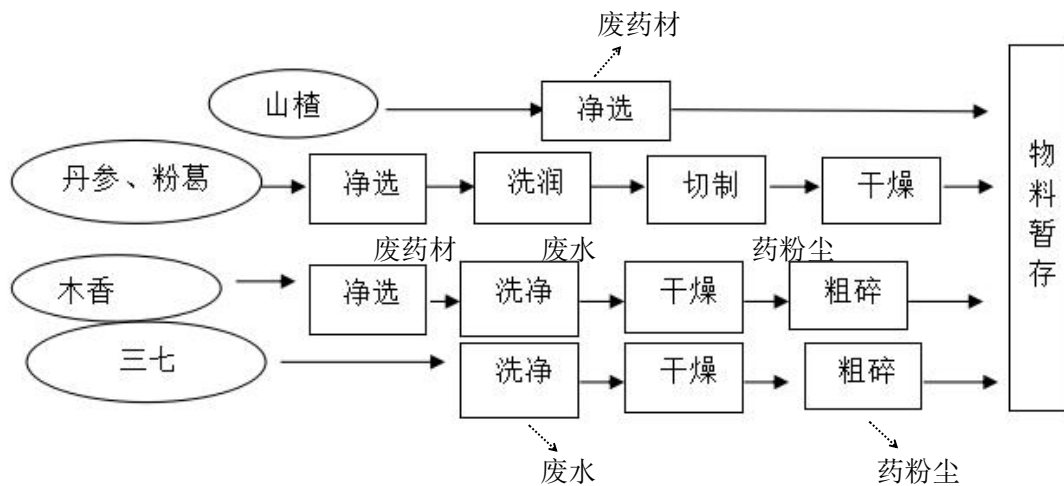 废药材
山楂
净选
丹参、粉葛
净选
洗润
切制
干燥
废药材
废水
药粉尘
木香
净选
洗净
干燥
粗碎
三七
洗净
干燥
粗碎
废水
药粉尘
物料暂存